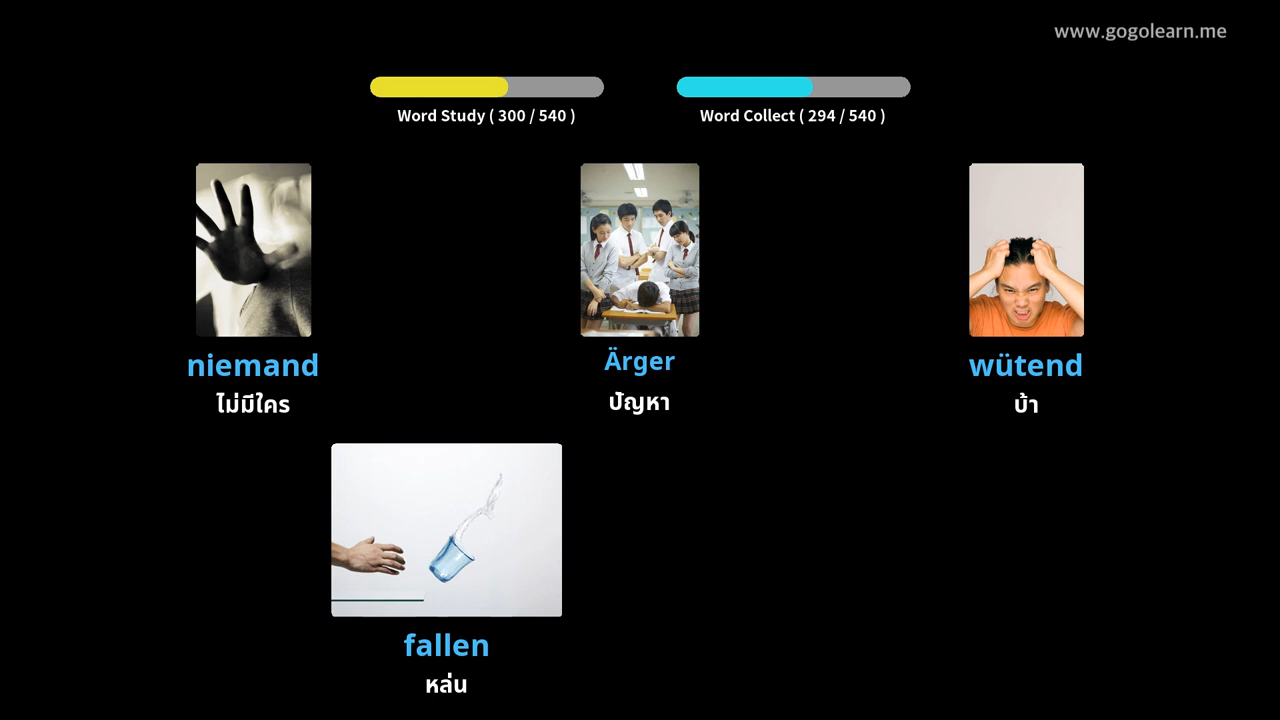 www.gogolearn.me
Word Study ( 300 / 540 )
Word Collect ( 294 / 540 )
niemand
ไม่มีใคร
Ärger
ปัญหา
wütend
บ้า
fallen
หล่น